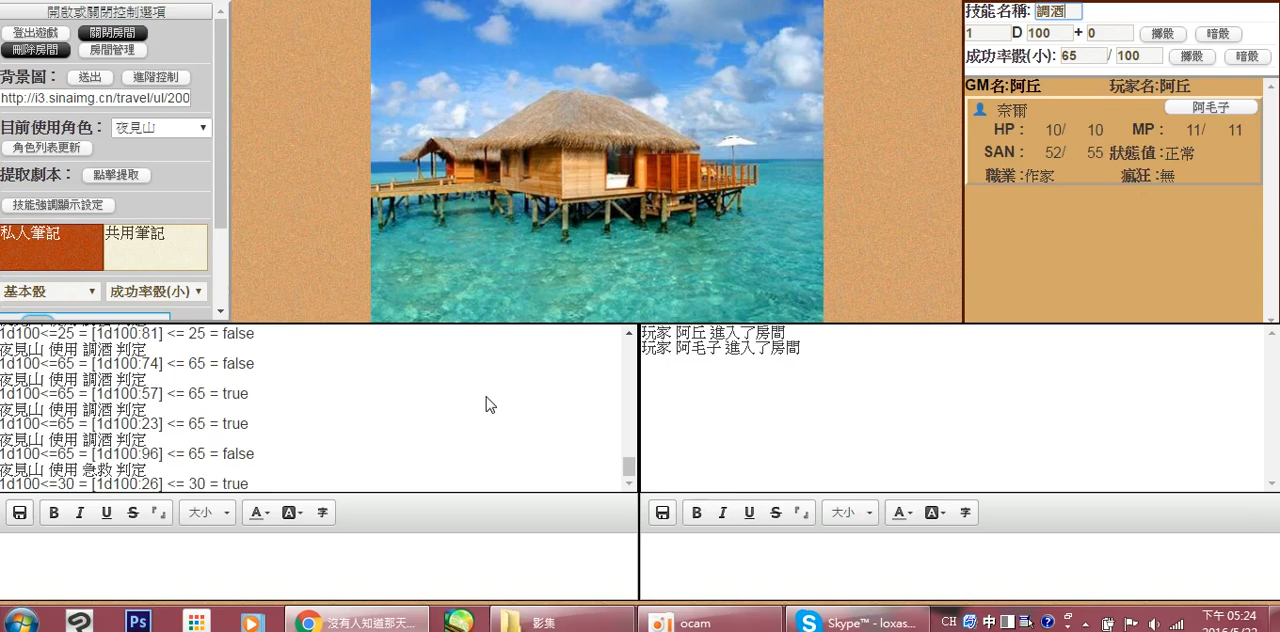 開啟或關閉控制選項
登出遊戲 關閉房間
刪除房間 房間管理
背景圖： 送出 進階控制
http://i3.sinaimg.cn/travel/ul/200
目前使用角色： 夜見山
角色列表更新
提取劇本： 點擊提取
技能強調顯示設定
私人筆記 共用筆記
基本骰 成功率骰(小)
技能名稱: 調酒
1 D 100 + 0 擲骰 暗骰
成功率骰(小): 65 / 100 擲骰 暗骰
GM名:阿丘 玩家名:阿丘
奈爾 阿毛子
HP : 10/ 10 MP : 11/ 11
SAN : 52/ 55 狀態值 :正常
職業 :作家 瘋狂 :無
1d100<=25 = [1d100:81] <= 25 = false
夜見山 使用 調酒 判定
1d100<=65 = [1d100:74] <= 65 = false
夜見山 使用 調酒 判定
1d100<=65 = [1d100:57] <= 65 = true
夜見山 使用 調酒 判定
1d100<=65 = [1d100:23] <= 65 = true
夜見山 使用 調酒 判定
1d100<=65 = [1d100:96] <= 65 = false
夜見山 使用 急救 判定
1d100<=30 = [1d100:26] <= 30 = true
玩家 阿丘 進入了房間
玩家 阿毛子 進入了房間
B I U S 『』 大小 A A 字
B I U S 『』 大小 A A 字
Ps 沒有人知道那天... 影集 ocam Skype™ - loxas... CH 中 下午 05:24